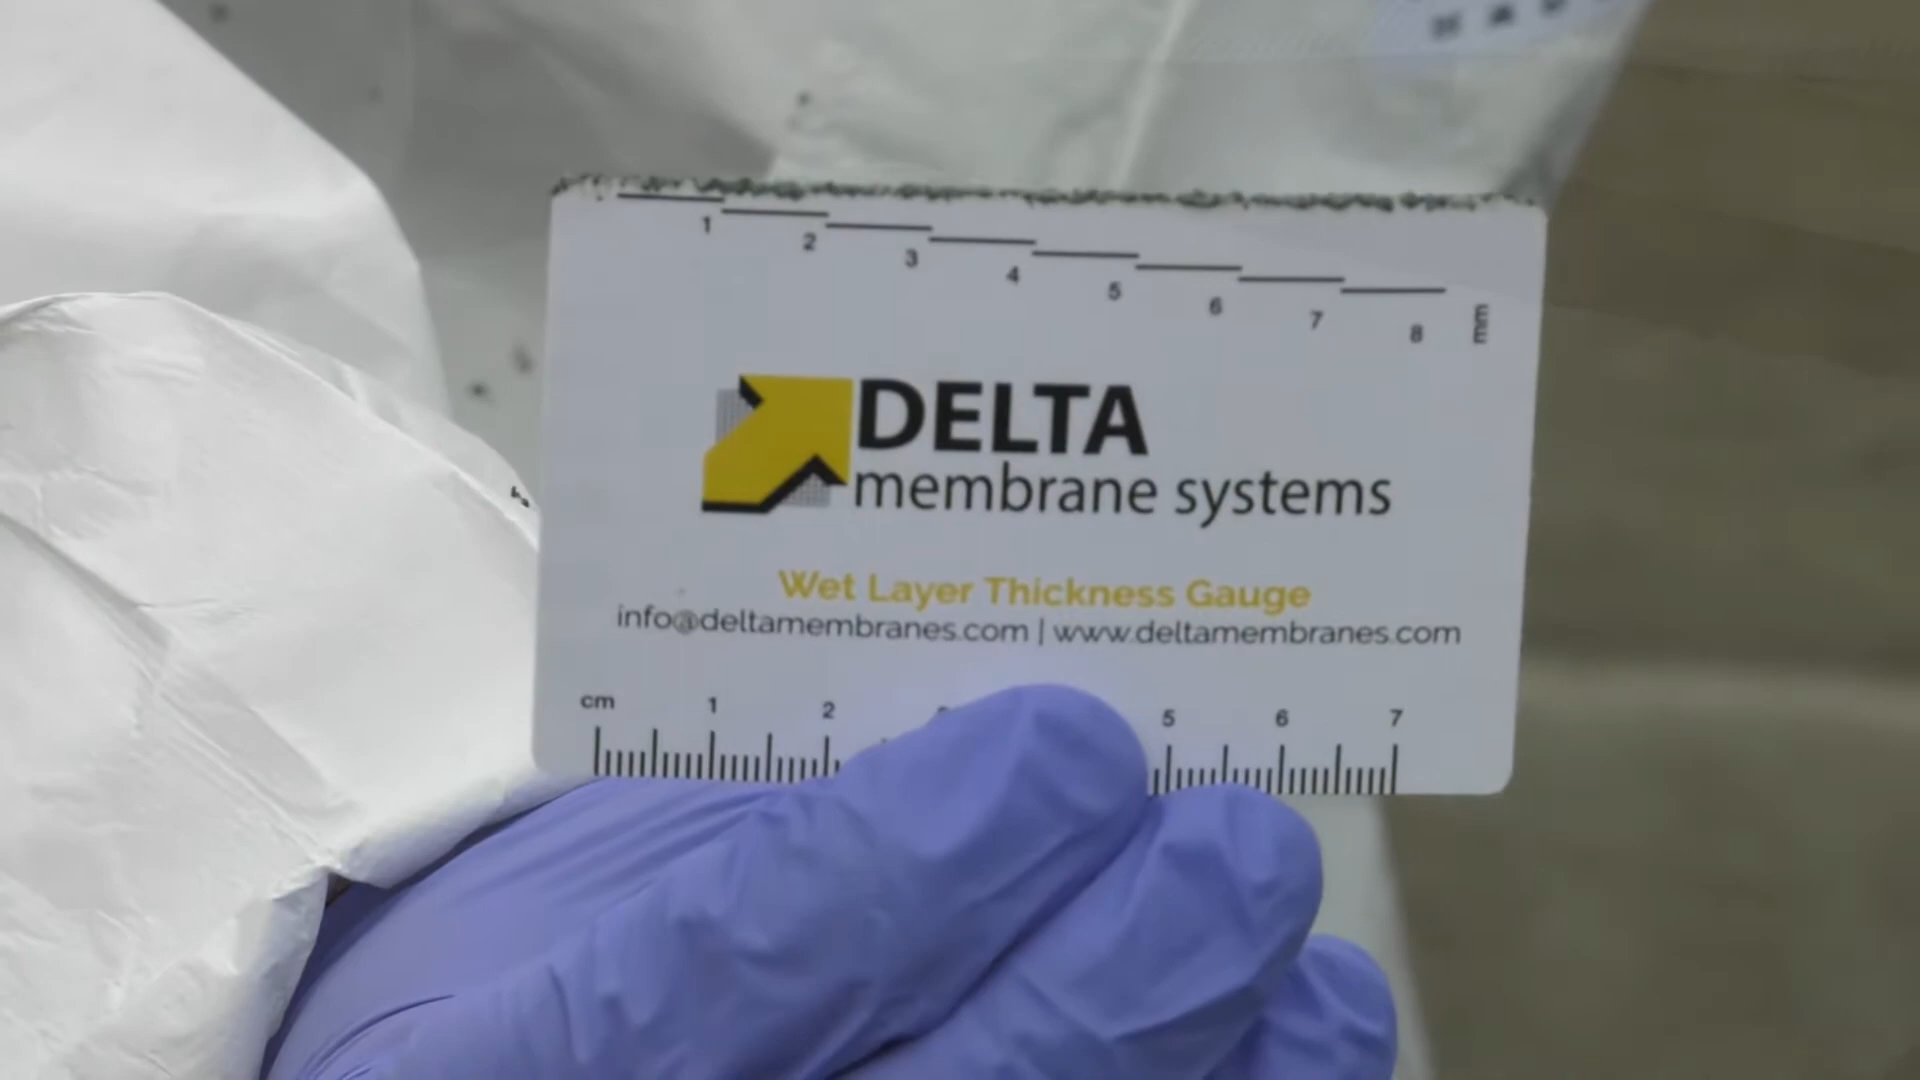 1 2 3 4 5 6 7 8 mm
DELTA
membrane systems
Wet Layer Thickness Gauge
info@deltamembranes.com | www.deltamembranes.com
cm 1 2 5 6 7